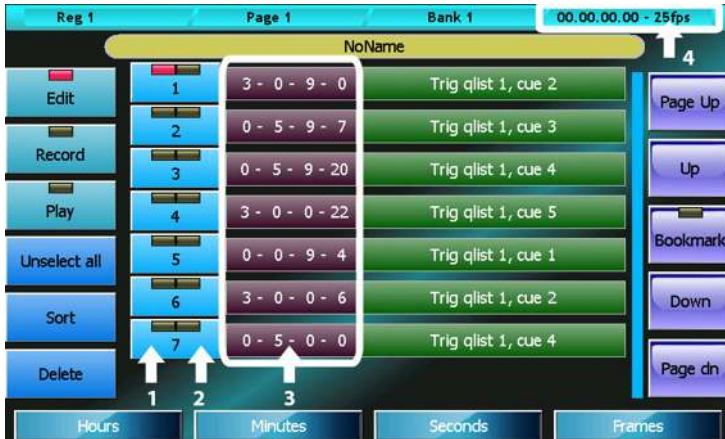 Reg 1 Page 1 Bank 1 00.00.00.00 - 25fps
NoName
4
Edit 1 3 - 0 - 9 - 0 Trig qlist 1, cue 2 Page Up
2 0 - 5 - 9 - 7 Trig qlist 1, cue 3
Record 3 0 - 5 - 9 - 20 Trig qlist 1, cue 4 Up
Play 4 3 - 0 - 0 - 22 Trig qlist 1, cue 5
Unselect all 5 0 - 0 - 9 - 4 Trig qlist 1, cue 1 Bookmark
Sort 6 3 - 0 - 0 - 6 Trig qlist 1, cue 2 Down
7 0 - 5 - 0 - 0 Trig qlist 1, cue 4
Delete Page dn
1 2 3
Hours Minutes Seconds Frames